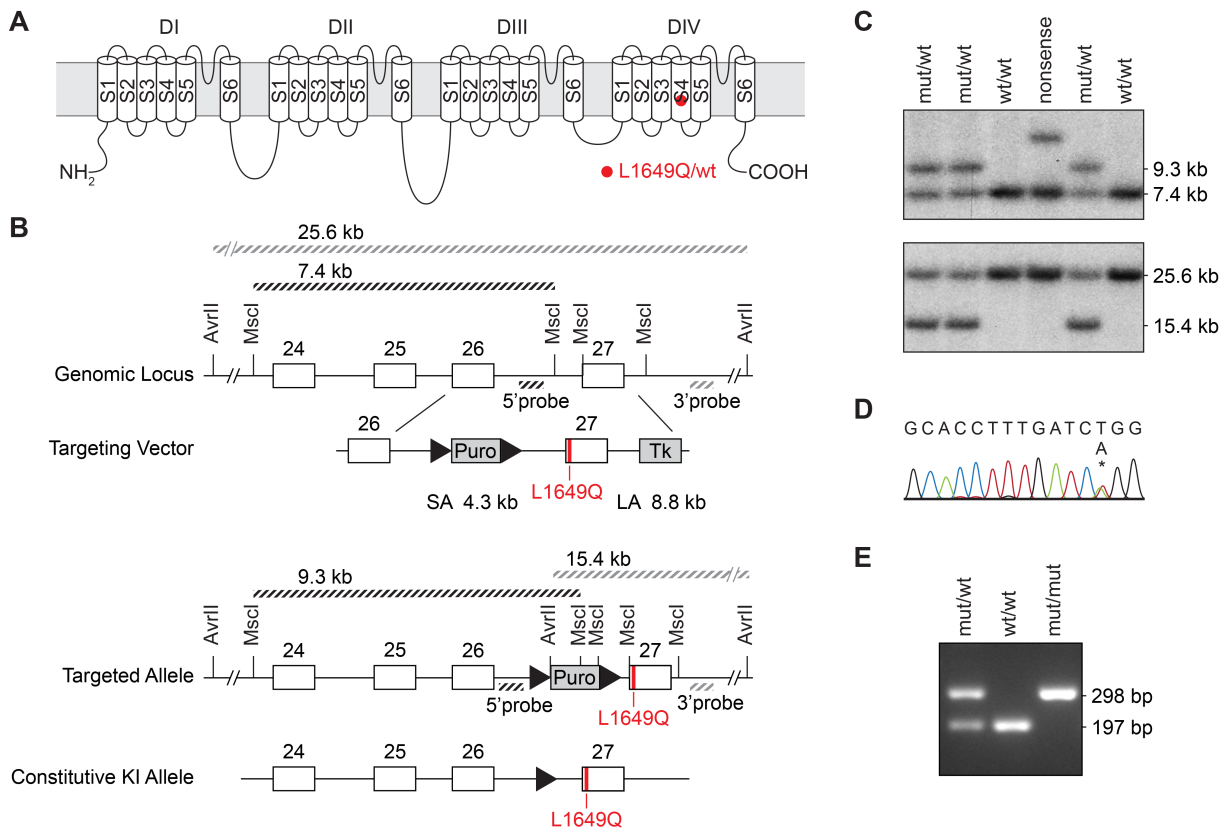 A
DI DII DIII DIV
S1 S2 S3 S4 S5 S6 S1 S2 S3 S4 S5 S6 S1 S2 S3 S4 S5 S6 S1 S2 S3 S4 S5 S6
NH2 COOH
L1649Q/wt
B
25.6 kb
7.4 kb
AvrII MscI MscI MscI MscI AvrII
24 25 26 27
Genomic Locus
5'probe 3'probe
26 27
Targeting Vector Puro Tk
L1649Q
SA 4.3 kb LA 8.8 kb
15.4 kb
9.3 kb
AvrII MscI AvrII MscI MscI MscI MscI AvrII
24 25 26 27
Targeted Allele Puro
5'probe 3'probe
L1649Q
24 25 26 27
Constitutive KI Allele
L1649Q
C
mut/wt mut/wt wt/wt nonsense mut/wt wt/wt
9.3 kb
7.4 kb
25.6 kb
15.4 kb
D
G C A C C T T T G A T C T G G
A
*
E
mut/wt wt/wt mut/mut
298 bp
197 bp